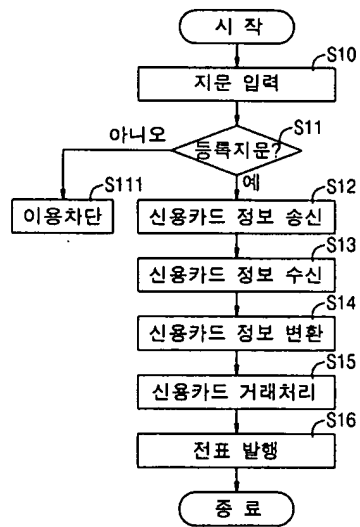 시 작
S10
지문 입력
아니오
S11
등록지문?
예
S111
이용차단
S12
신용카드 정보 송신
S13
신용카드 정보 수신
S14
신용카드 정보 변환
S15
신용카드 거래처리
S16
전표 발행
종 료